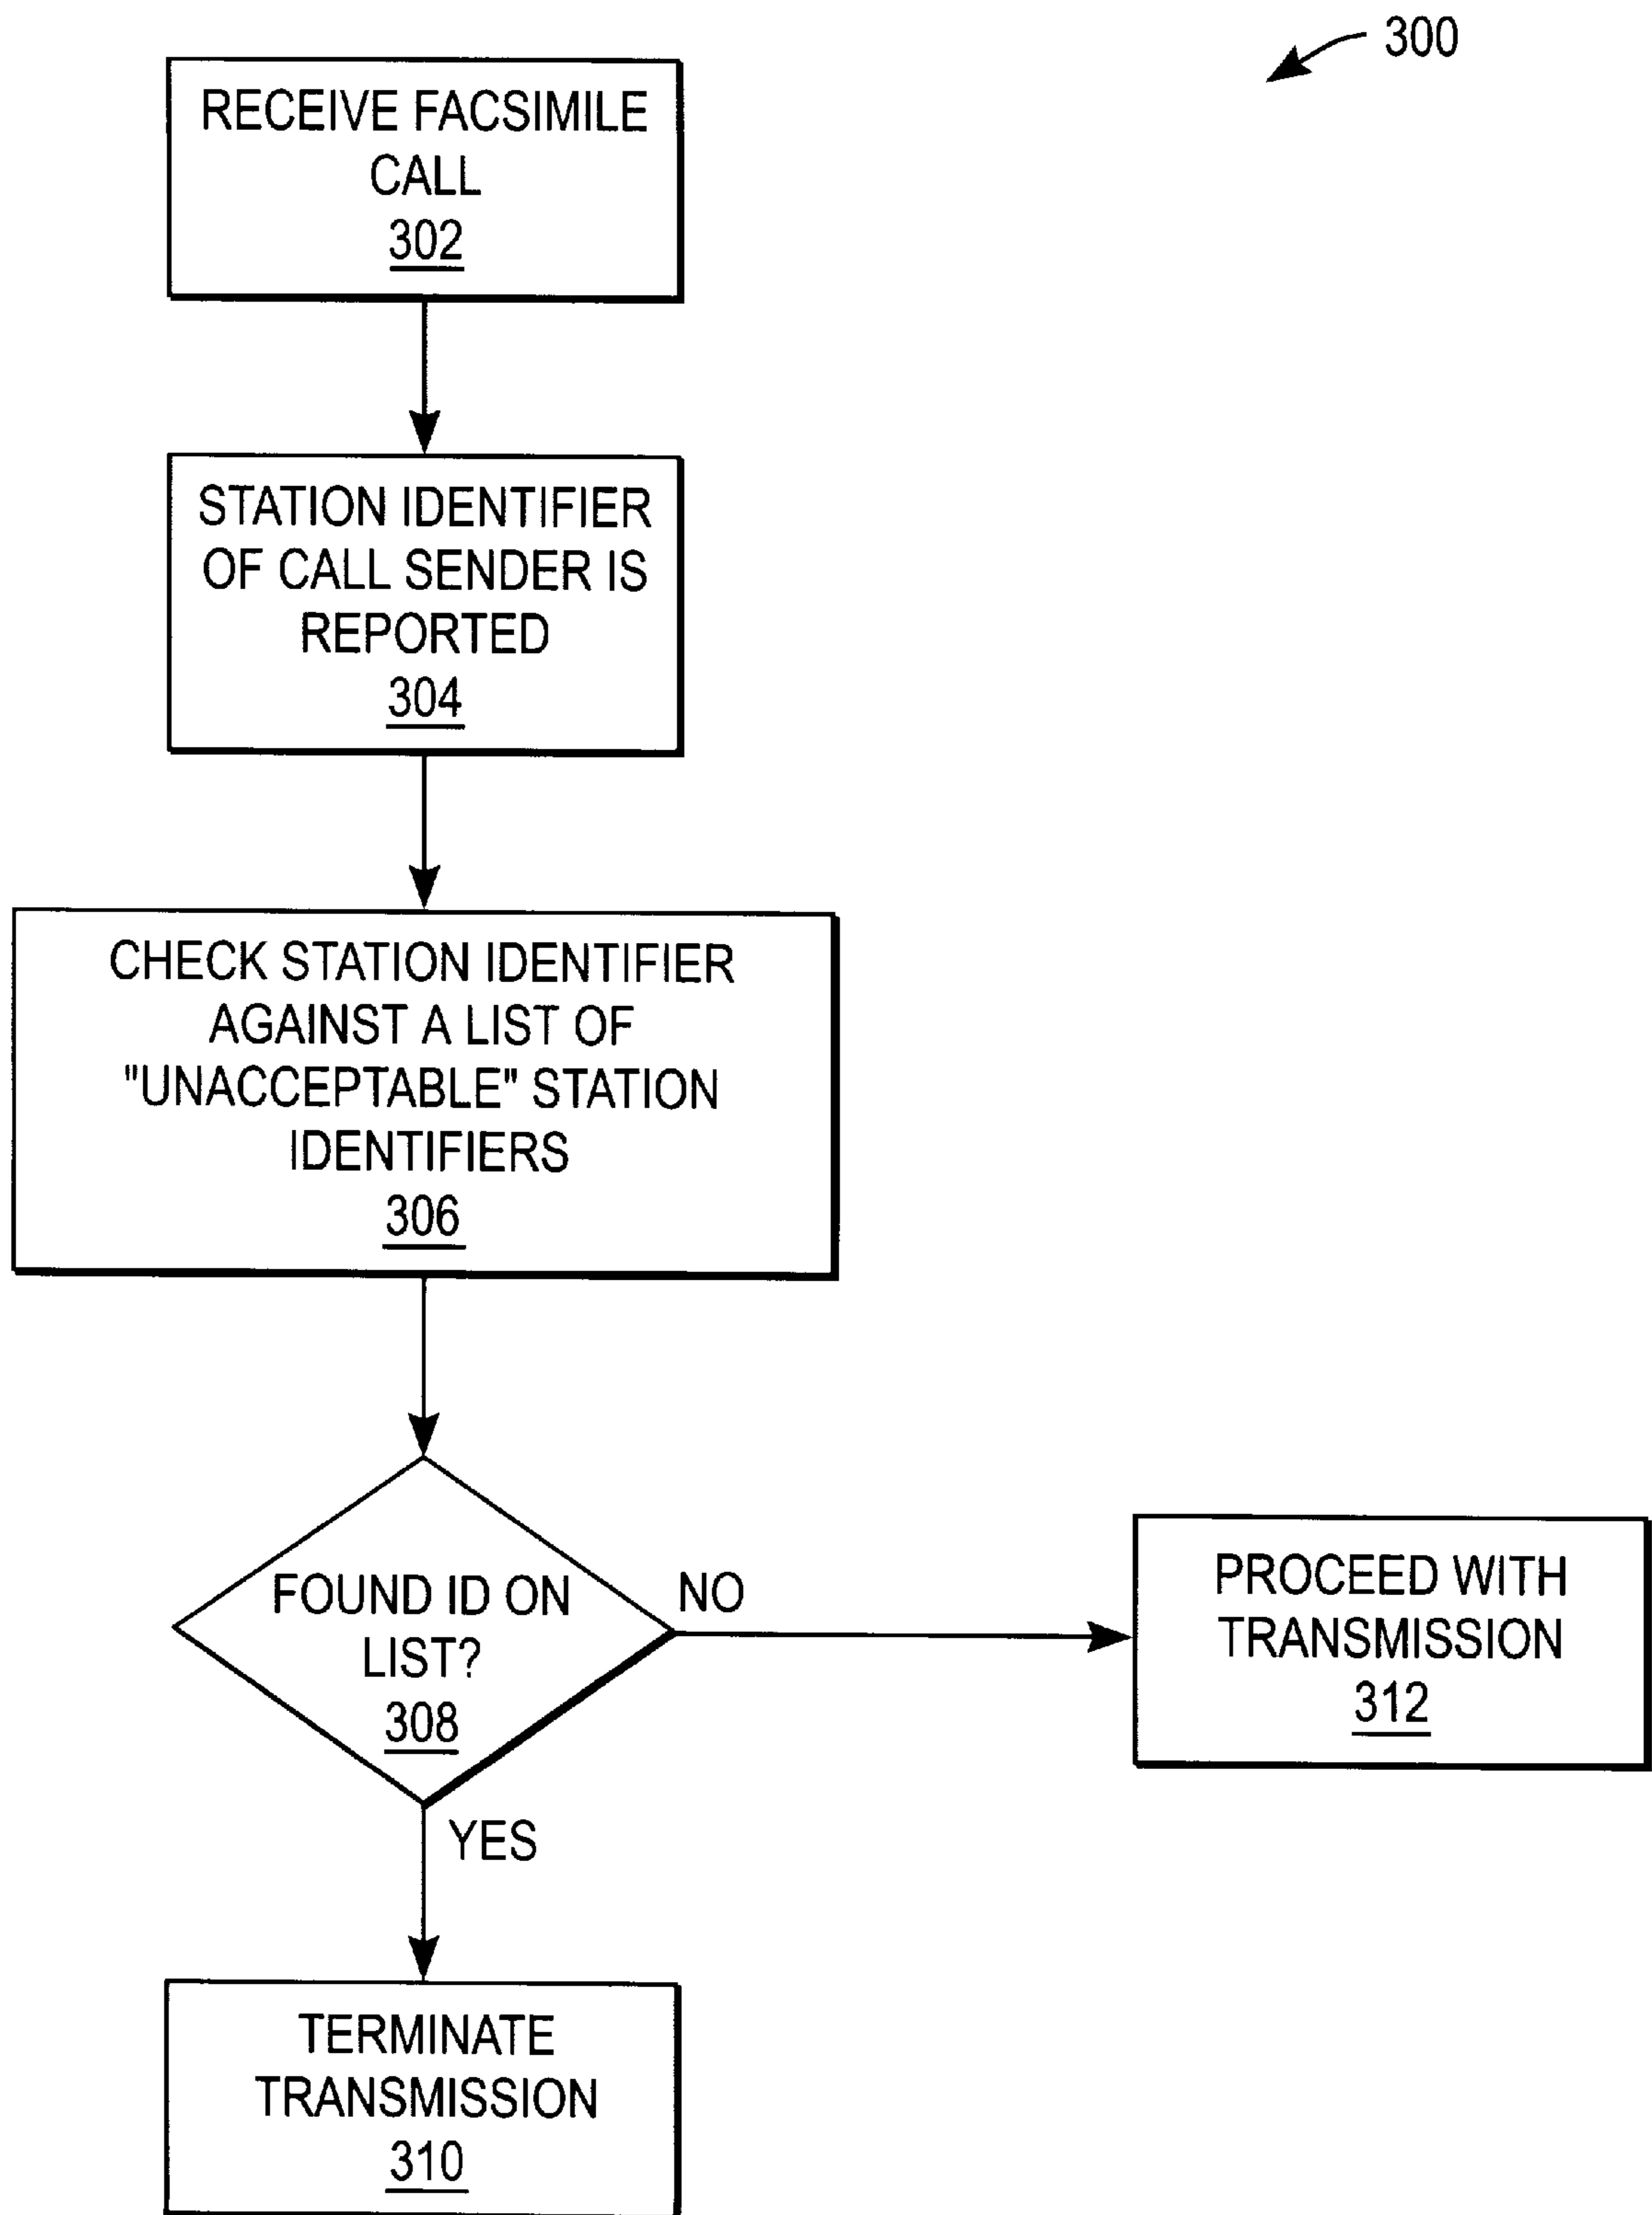 300
RECEIVE FACSIMILE
CALL
302
STATION IDENTIFIER
OF CALL SENDER IS
REPORTED
304
CHECK STATION IDENTIFIER
AGAINST A LIST OF
"UNACCEPTABLE" STATION
IDENTIFIERS
306
FOUND ID ON
LIST?
308
NO
PROCEED WITH
TRANSMISSION
312
YES
TERMINATE
TRANSMISSION
310